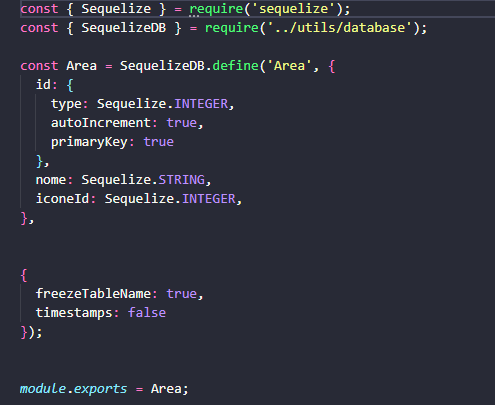 const { Sequelize } = require('sequelize');
const { SequelizeDB } = require('../utils/database');
const Area = SequelizeDB.define('Area', {
id: {
type: Sequelize.INTEGER,
autoIncrement: true,
primaryKey: true
},
nome: Sequelize.STRING,
iconeId: Sequelize.INTEGER,
},
{
freezeTableName: true,
timestamps: false
});
module.exports = Area;